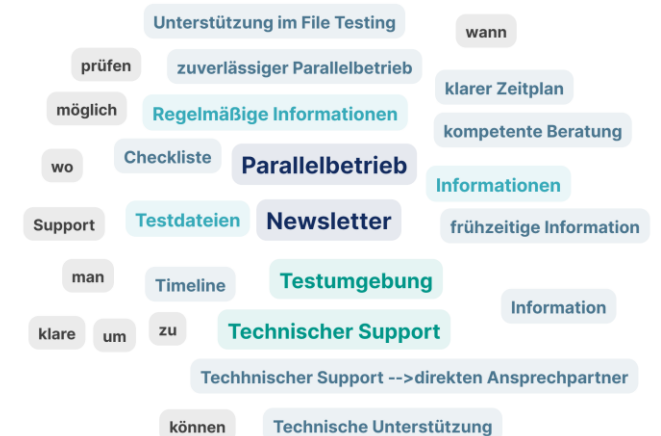 Unterstützung im File Testing
wann
prüfen
zuverlässiger Parallelbetrieb
klarer Zeitplan
möglich
Regelmäßige Informationen
kompetente Beratung
wo
Checkliste
Parallelbetrieb
Informationen
Support
Testdateien
Newsletter
frühzeitige Information
man
Timeline
Testumgebung
Information
klare
um
zu
Technischer Support
Techhnischer Support -->direkten Ansprechpartner
können
Technische Unterstützung